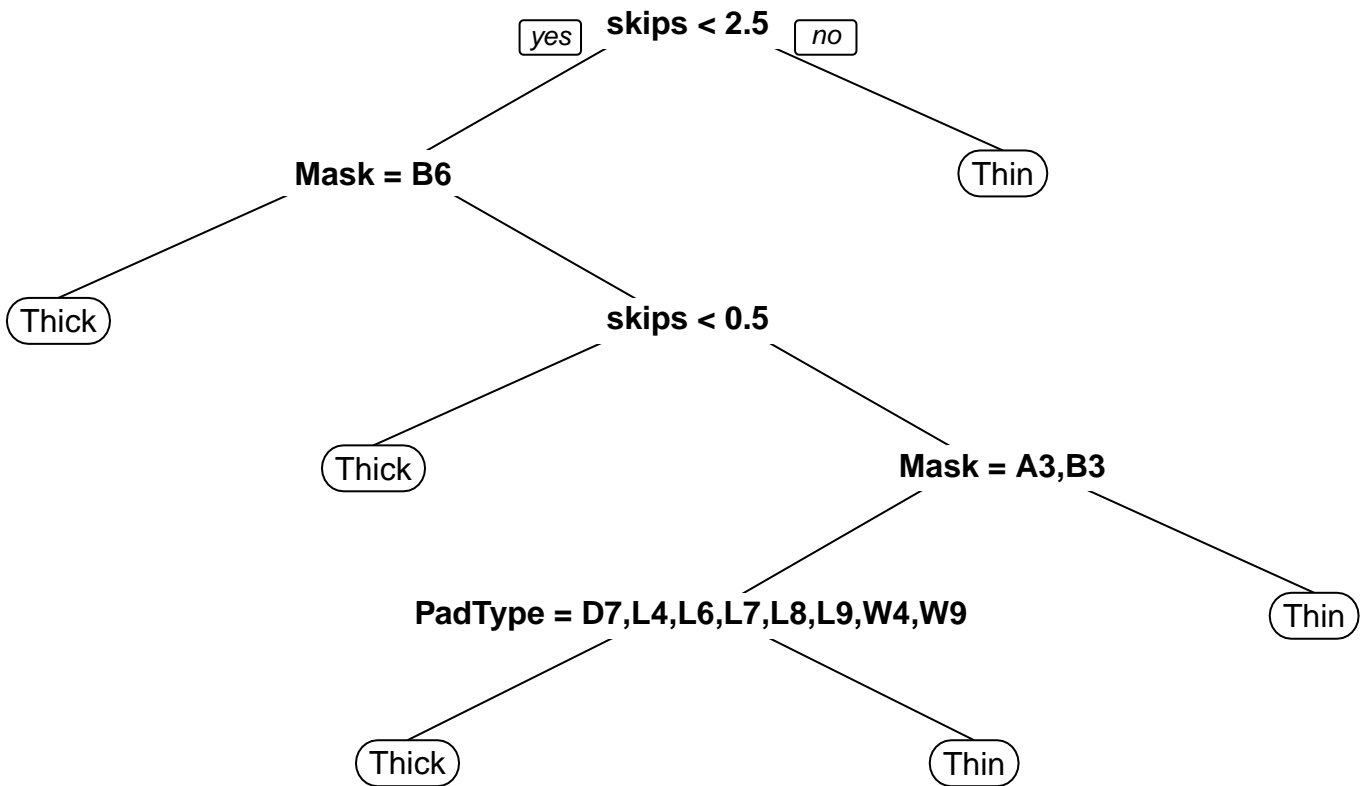 skips < 2.5
yes
no
Mask = B6
Thin
Thick
skips < 0.5
Thick
Mask = A3,B3
PadType = D7,L4,L6,L7,L8,L9,W4,W9
Thin
Thick
Thin